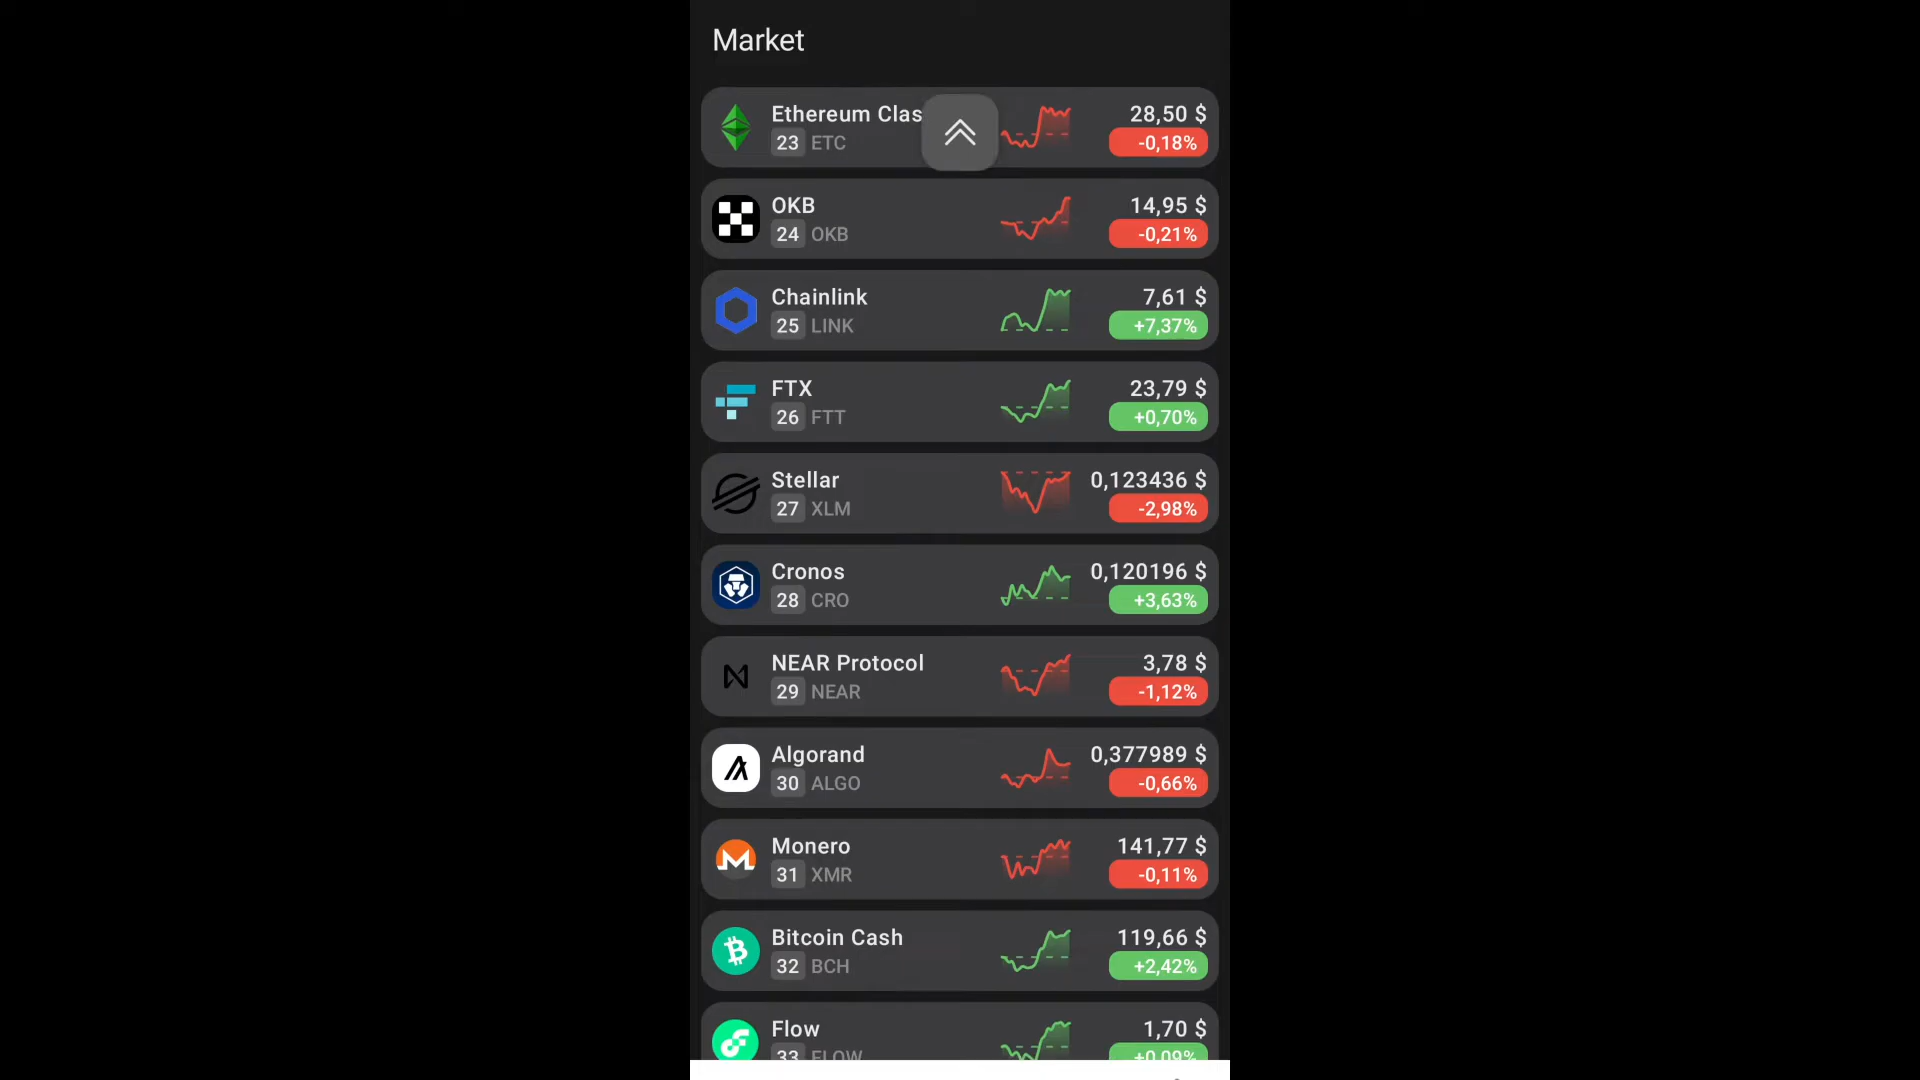 Market
Ethereum Clas
28,50 $
23 ETC
-0,18%
OKB
14,95 $
24 OKB
-0,21%
Chainlink
7,61 $
25 LINK
+7,37%
FTX
23,79 $
26 FTT
+0,70%
Stellar
0,123436 $
27 XLM
-2,98%
Cronos
0,120196 $
28 CRO
+3,63%
NEAR Protocol
3,78 $
29 NEAR
-1,12%
Algorand
0,377989 $
30 ALGO
-0,66%
Monero
141,77 $
31 XMR
-0,11%
Bitcoin Cash
119,66 $
32 BCH
+2,42%
Flow
1,70 $
33 FLOW
+0,09%